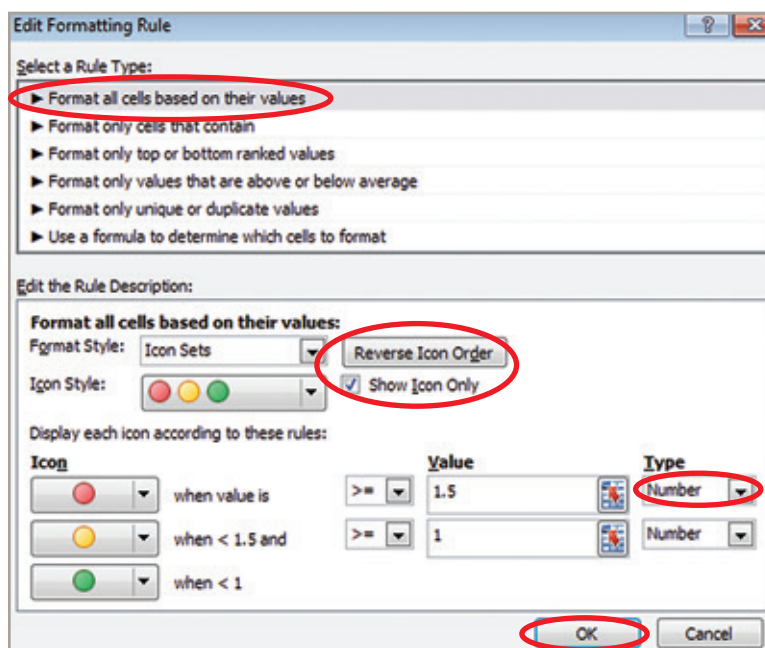 Edit Formatting Rule
Select a Rule Type:
► Format all cells based on their values
► Format only cells that contain
► Format only top or bottom ranked values
► Format only values that are above or below average
► Format only unique or duplicate values
► Use a formula to determine which cells to format
Edit the Rule Description:
Format all cells based on their values:
Format Style: Icon Sets Reverse Icon Order
Icon Style: Show Icon Only
Display each icon according to these rules:
Icon Value Type
when value is >= 1.5 Number
when < 1.5 and >= 1 Number
when < 1
OK Cancel